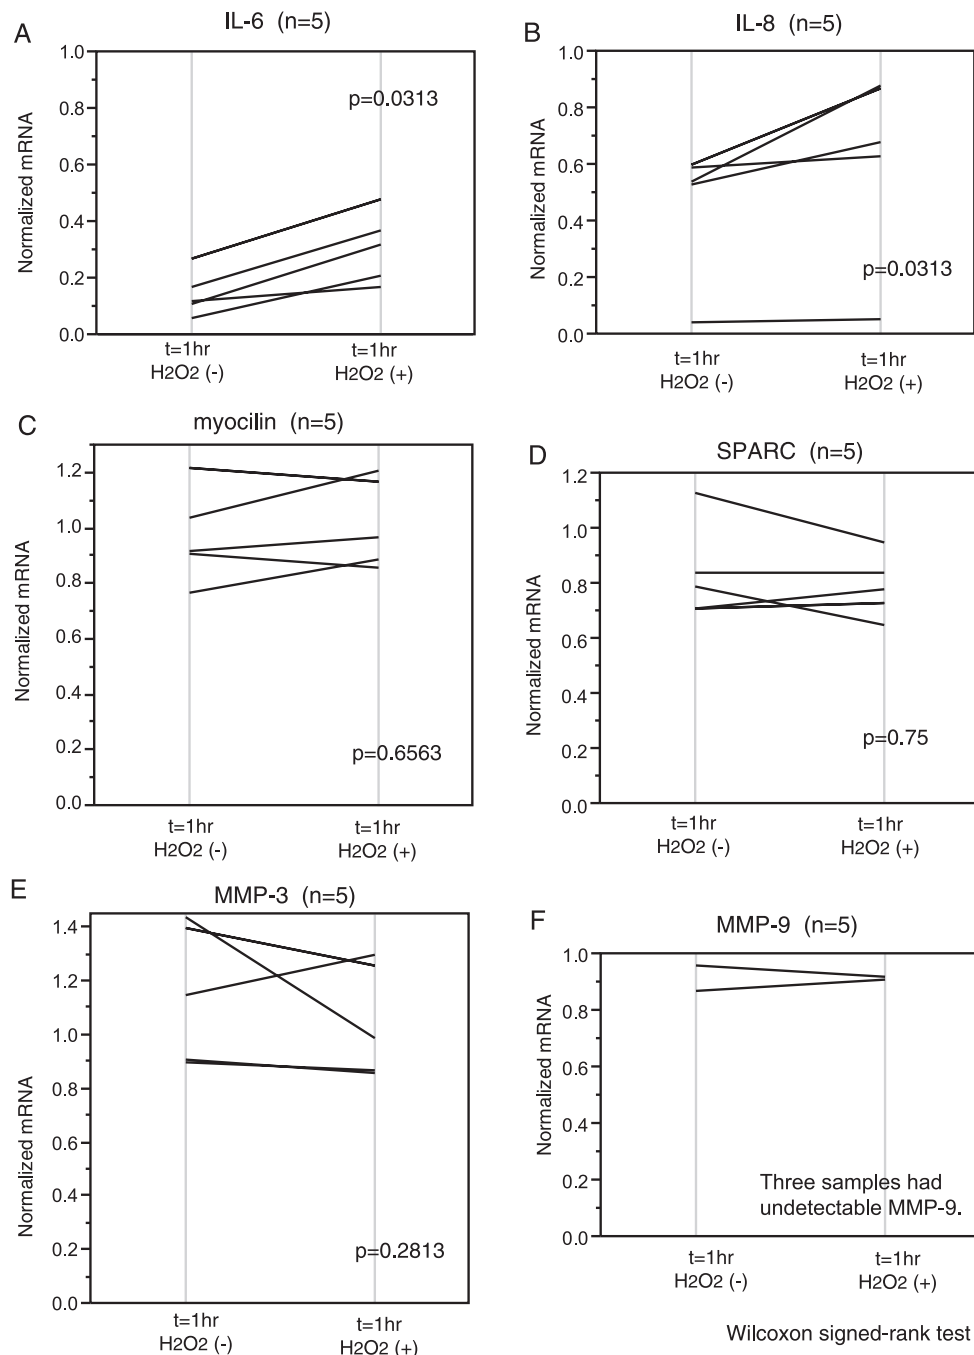 A
IL-6 (n=5)
Normalized mRNA
1.0
0.8
0.6
0.4
0.2
0.0
p=0.0313
t=1hr
H2O2 (-)
t=1hr
H2O2 (+)
B
IL-8 (n=5)
Normalized mRNA
1.0
0.8
0.6
0.4
0.2
0.0
p=0.0313
t=1hr
H2O2 (-)
t=1hr
H2O2 (+)
C
myocilin (n=5)
Normalized mRNA
1.2
1.0
0.8
0.6
0.4
0.2
0.0
p=0.6563
t=1hr
H2O2 (-)
t=1hr
H2O2 (+)
D
SPARC (n=5)
Normalized mRNA
1.2
1.0
0.8
0.6
0.4
0.2
0.0
p=0.75
t=1hr
H2O2 (-)
t=1hr
H2O2 (+)
E
MMP-3 (n=5)
Normalized mRNA
1.4
1.2
1.0
0.8
0.6
0.4
0.2
0.0
p=0.2813
t=1hr
H2O2 (-)
t=1hr
H2O2 (+)
F
MMP-9 (n=5)
Normalized mRNA
1.0
0.8
0.6
0.4
0.2
0.0
Three samples had
undetectable MMP-9.
t=1hr
H2O2 (-)
t=1hr
H2O2 (+)
Wilcoxon signed-rank test